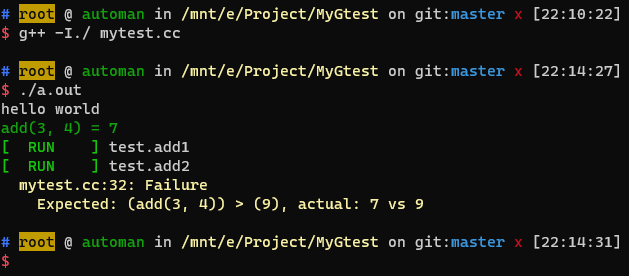 # root @ automan in /mnt/e/Project/MyGtest on git:master x [22:10:22]
$ g++ -I./ mytest.cc
# root @ automan in /mnt/e/Project/MyGtest on git:master x [22:14:27]
$ ./a.out
hello world
add(3, 4) = 7
[  RUN    ] test.add1
[  RUN    ] test.add2
  mytest.cc:32: Failure
    Expected: (add(3, 4)) > (9), actual: 7 vs 9
# root @ automan in /mnt/e/Project/MyGtest on git:master x [22:14:31]
$